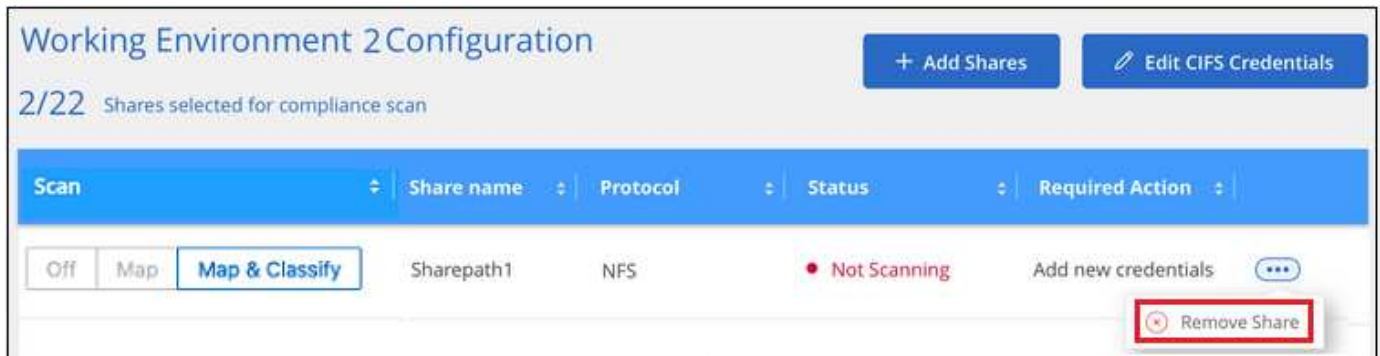 Working Environment 2 Configuration
+ Add Shares
Edit CIFS Credentials
2/22 Shares selected for compliance scan
Scan Share name Protocol Status Required Action
Off Map Map & Classify Sharepath1 NFS Not Scanning Add new credentials
Remove Share